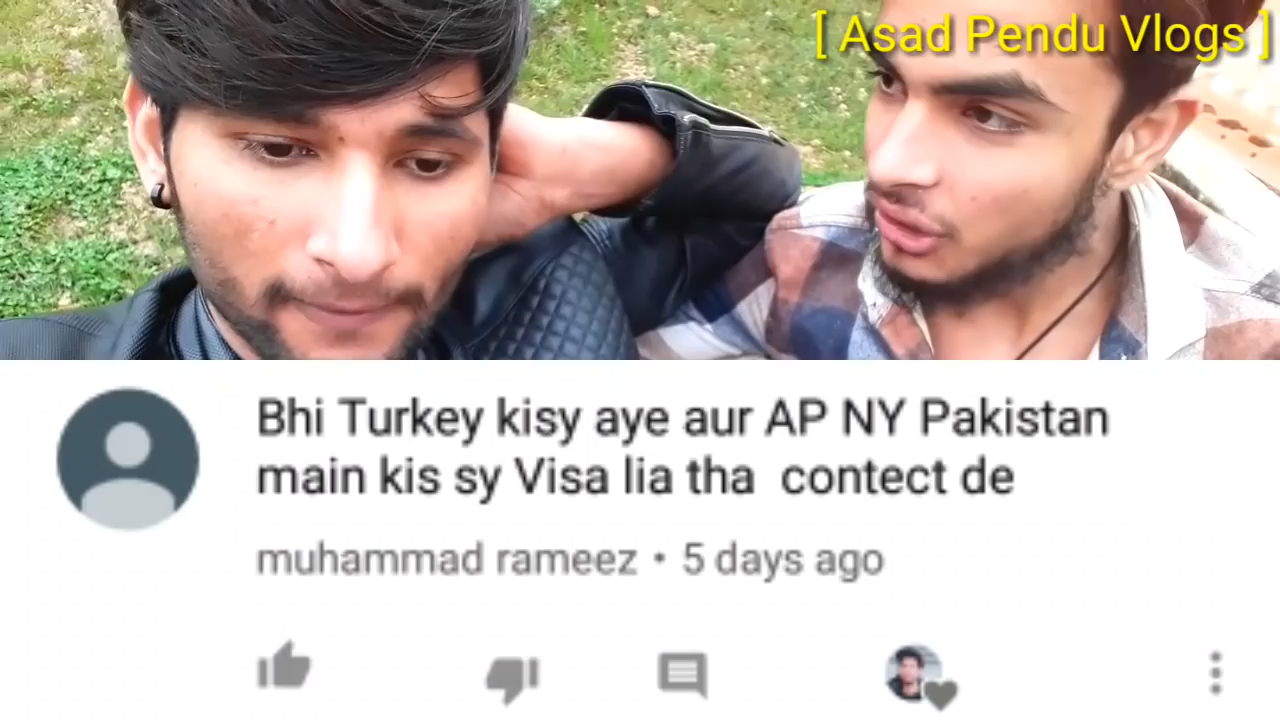 [ Asad Pendu Vlogs ]
Bhi Turkey kisy aye aur AP NY Pakistan
main kis sy Visa lia tha contect de
muhammad rameez • 5 days ago